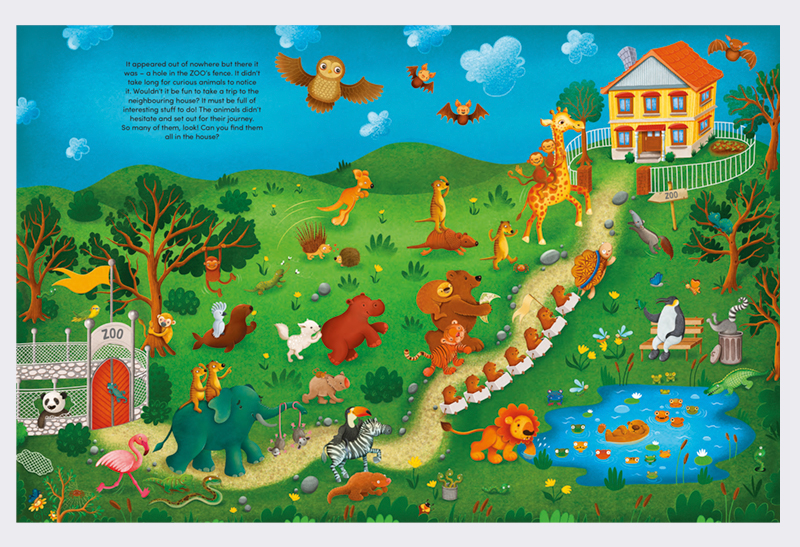 It appeared out of nowhere but there it
was – a hole in the ZOO's fence. It didn't
take long for curious animals to notice
it. Wouldn't it be fun to take a trip to the
neighbouring house? It must be full of
interesting stuff to do! The animals didn't
hesitate and set out for their journey.
So many of them, look! Can you find them
all in the house?
ZOO
ZOO